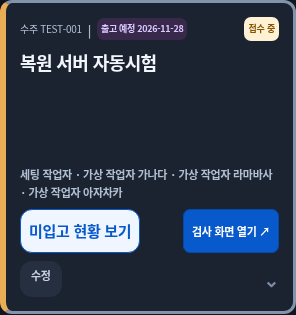 수주 TEST-001 | 출고 예정 2026-11-28 접수 중
복원 서버 자동시험
세팅 작업자 · 가상 작업자 가나다 · 가상 작업자 라마바사
· 가상 작업자 아자차카
미입고 현황 보기 검사 화면 열기 ↗
수정